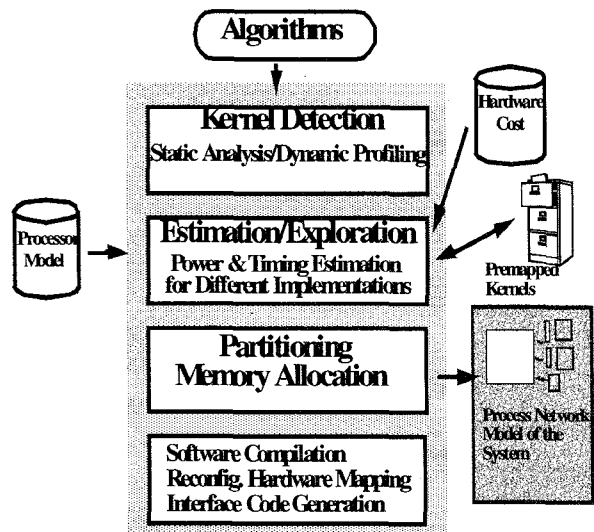 Algorithms
Kernel Detection
Static Analysis/Dynamic Profiling
Hardware
Cost
Processor
Model
Estimation/Exploration
Power & Timing Estimation
for Different Implementations
Premapped
Kernels
Partitioning
Memory Allocation
Process Network
Model of the
System
Software Compilation
Reconfig. Hardware Mapping
Interface Code Generation